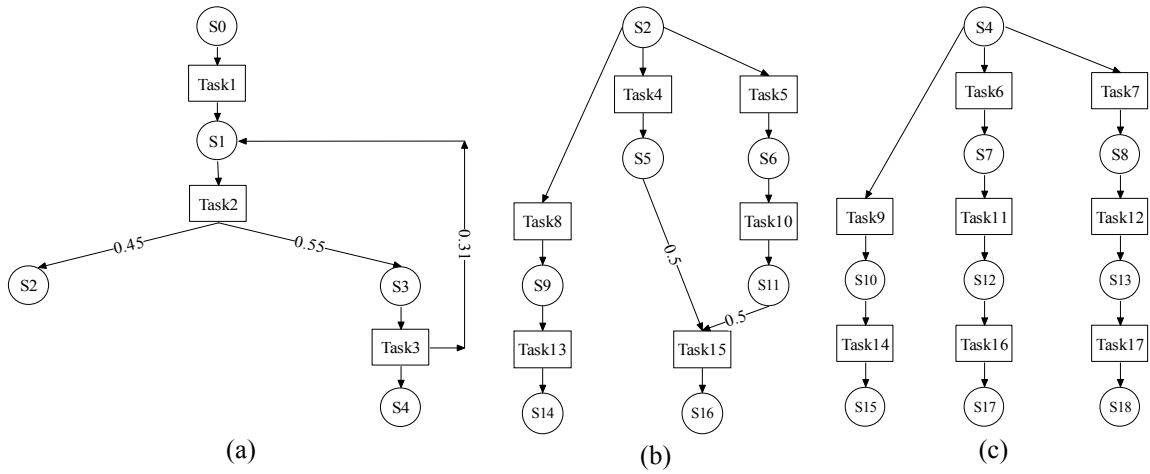 S0
Task1
S1
Task2
0.45
0.55
0.31
S2
S3
Task3
S4
(a)
S2
Task4
Task5
S5
S6
Task8
Task10
0.5
S9
S11
0.5
Task13
Task15
S14
S16
(b)
S4
Task6
Task7
S7
S8
Task9
Task11
Task12
S10
S12
S13
Task14
Task16
Task17
S15
S17
S18
(c)